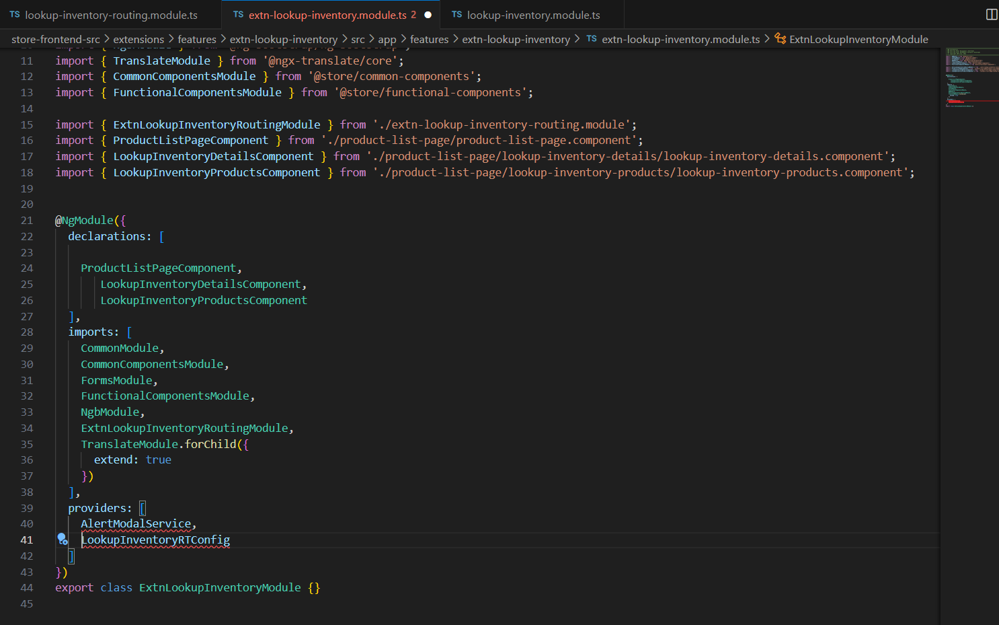 TS lookup-inventory-routing.module.ts TS extn-lookup-inventory.module.ts 2 TS lookup-inventory.module.ts
store-frontend-src > extensions > features > extn-lookup-inventory > src > app > features > extn-lookup-inventory > TS extn-lookup-inventory.module.ts > ExtnLookupInventoryModule
11 import { TranslateModule } from '@ngx-translate/core';
12 import { CommonComponentsModule } from '@store/common-components';
13 import { FunctionalComponentsModule } from '@store/functional-components';
14
15 import { ExtnLookupInventoryRoutingModule } from './extn-lookup-inventory-routing.module';
16 import { ProductListPageComponent } from './product-list-page/product-list-page.component';
17 import { LookupInventoryDetailsComponent } from './product-list-page/lookup-inventory-details/lookup-inventory-details.component';
18 import { LookupInventoryProductsComponent } from './product-list-page/lookup-inventory-products/lookup-inventory-products.component';
19
20
21 @NgModule({
22 declarations: [
23
24 ProductListPageComponent,
25 LookupInventoryDetailsComponent,
26 LookupInventoryProductsComponent
27 ],
28 imports: [
29 CommonModule,
30 CommonComponentsModule,
31 FormsModule,
32 FunctionalComponentsModule,
33 NgbModule,
34 ExtnLookupInventoryRoutingModule,
35 TranslateModule.forChild({
36 extend: true
37 })
38 ],
39 providers: [
40 AlertModalService,
41 LookupInventoryRTConfig
42 ]
43 })
44 export class ExtnLookupInventoryModule {}
45